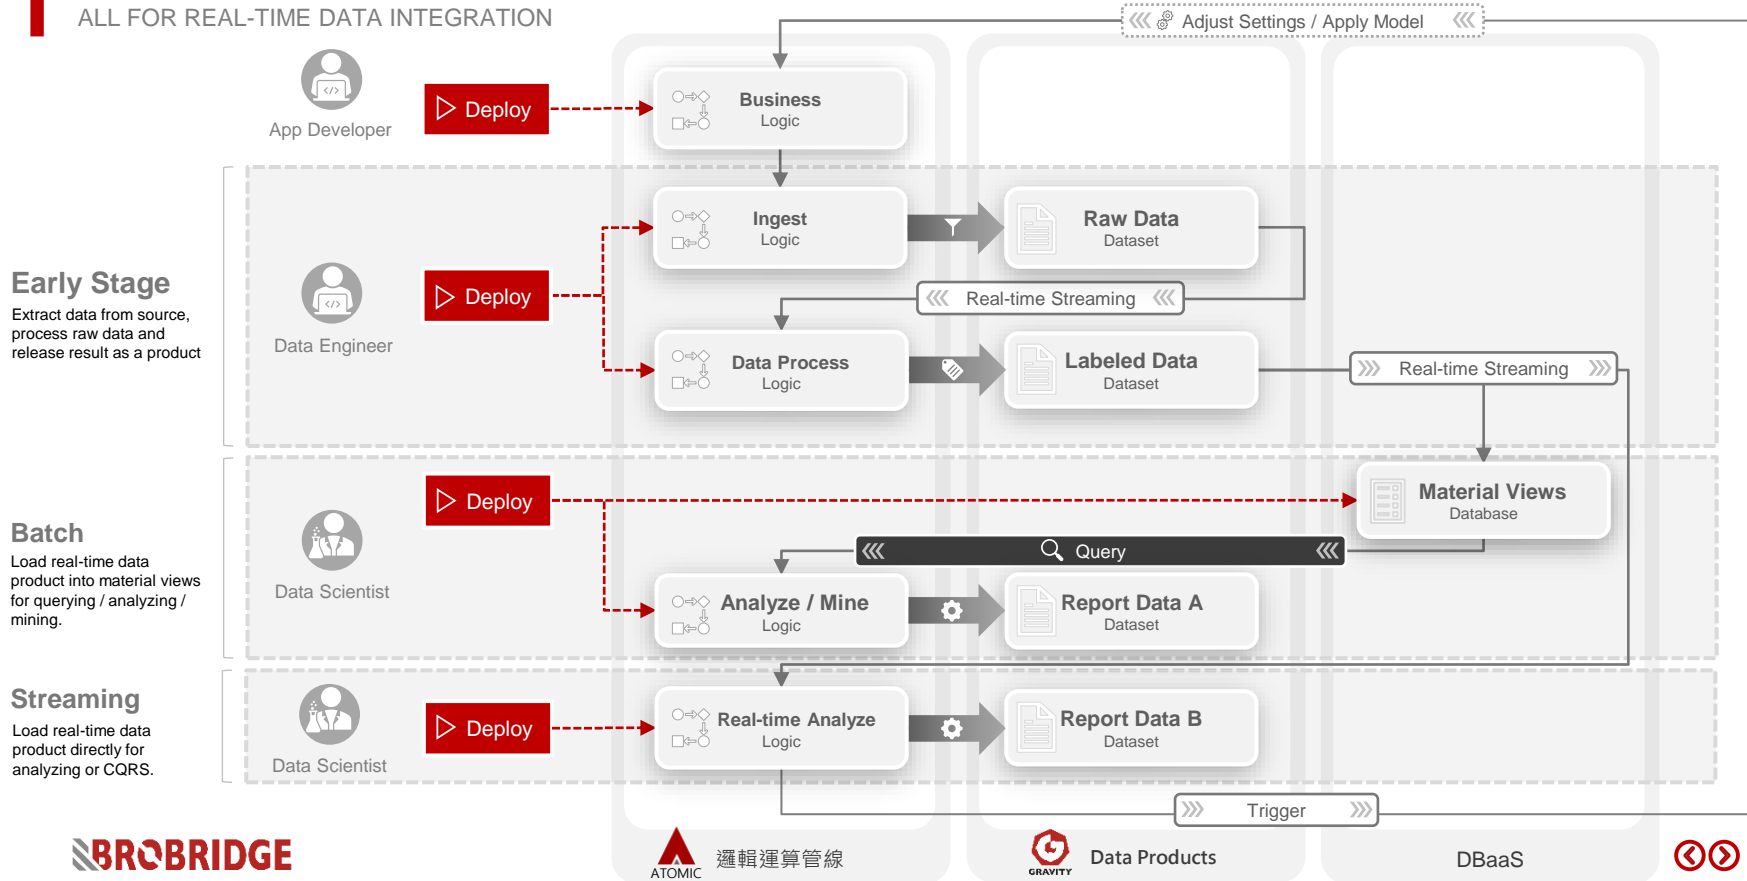 ALL FOR REAL-TIME DATA INTEGRATION
Adjust Settings / Apply Model
</>
App Developer
Deploy
Business
Logic
Early Stage
Extract data from source,
process raw data and
release result as a product
</>
Data Engineer
Deploy
Ingest
Logic
Raw Data
Dataset
Real-time Streaming
Data Process
Logic
Labeled Data
Dataset
Real-time Streaming
Batch
Load real-time data
product into material views
for querying / analyzing /
mining.
Data Scientist
Deploy
Material Views
Database
Query
Analyze / Mine
Logic
Report Data A
Dataset
Streaming
Load real-time data
product directly for
analyzing or CQRS.
Data Scientist
Deploy
Real-time Analyze
Logic
Report Data B
Dataset
Trigger
BROBRIDGE
ATOMIC
邏輯運算管線
GRAVITY
Data Products
DBaaS